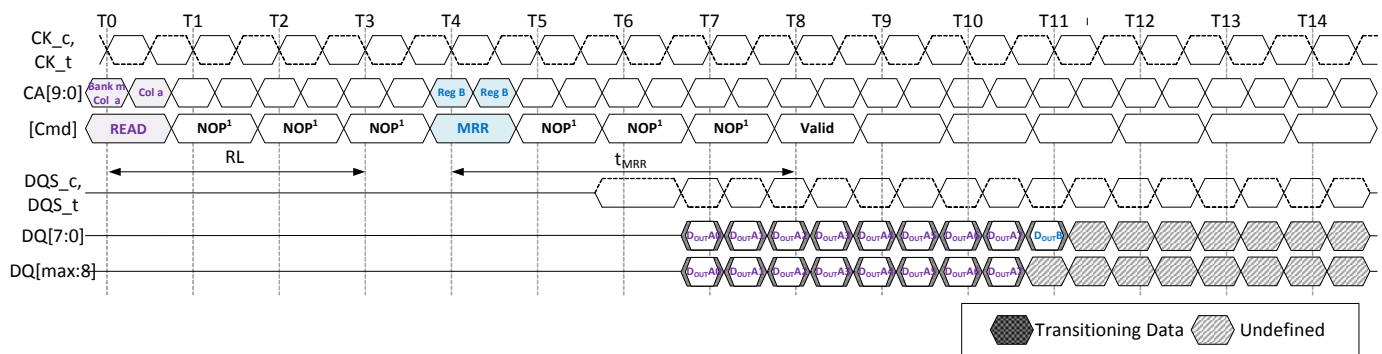 T0 T1 T2 T3 T4 T5 T6 T7 T8 T9 T10 T11 T12 T13 T14
CK_c,
CK_t
CA[9:0] Bank m Col a Col a Reg B Reg B
[Cmd] READ NOP1 NOP1 NOP1 MRR NOP1 NOP1 NOP1 Valid
RL tMRR
DQS_c,
DQS_t
DQ[7:0] DOUTA0 DOUTA1 DOUTA2 DOUTA3 DOUTA4 DOUTA5 DOUTA6 DOUTA7 DOUTB
DQ[max:8] DOUTA0 DOUTA1 DOUTA2 DOUTA3 DOUTA4 DOUTA5 DOUTA6 DOUTA7
Transitioning Data Undefined